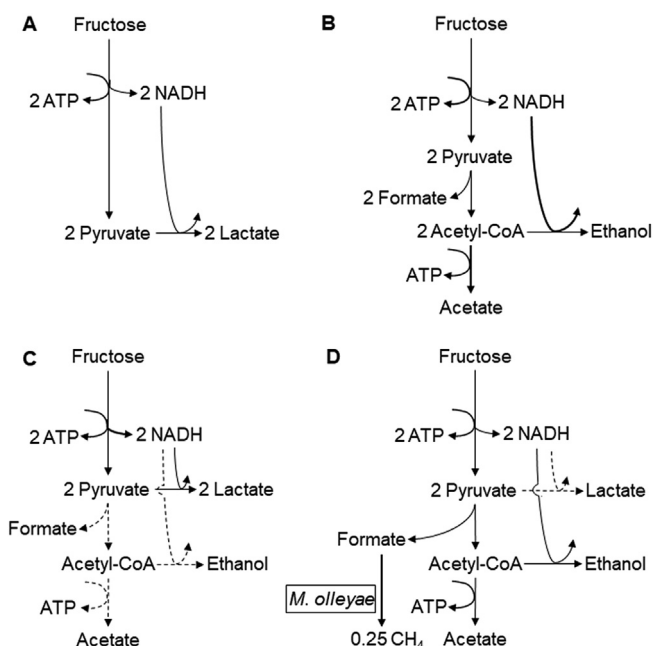 A
Fructose
2 ATP
2 NADH
2 Pyruvate
2 Lactate
B
Fructose
2 ATP
2 NADH
2 Pyruvate
2 Formate
2 Acetyl-CoA
Ethanol
ATP
Acetate
C
Fructose
2 ATP
2 NADH
2 Pyruvate
2 Lactate
Formate
Acetyl-CoA
Ethanol
ATP
Acetate
D
Fructose
2 ATP
2 NADH
2 Pyruvate
Lactate
Formate
Acetyl-CoA
Ethanol
M. olleyae
ATP
0.25 CH₄
Acetate